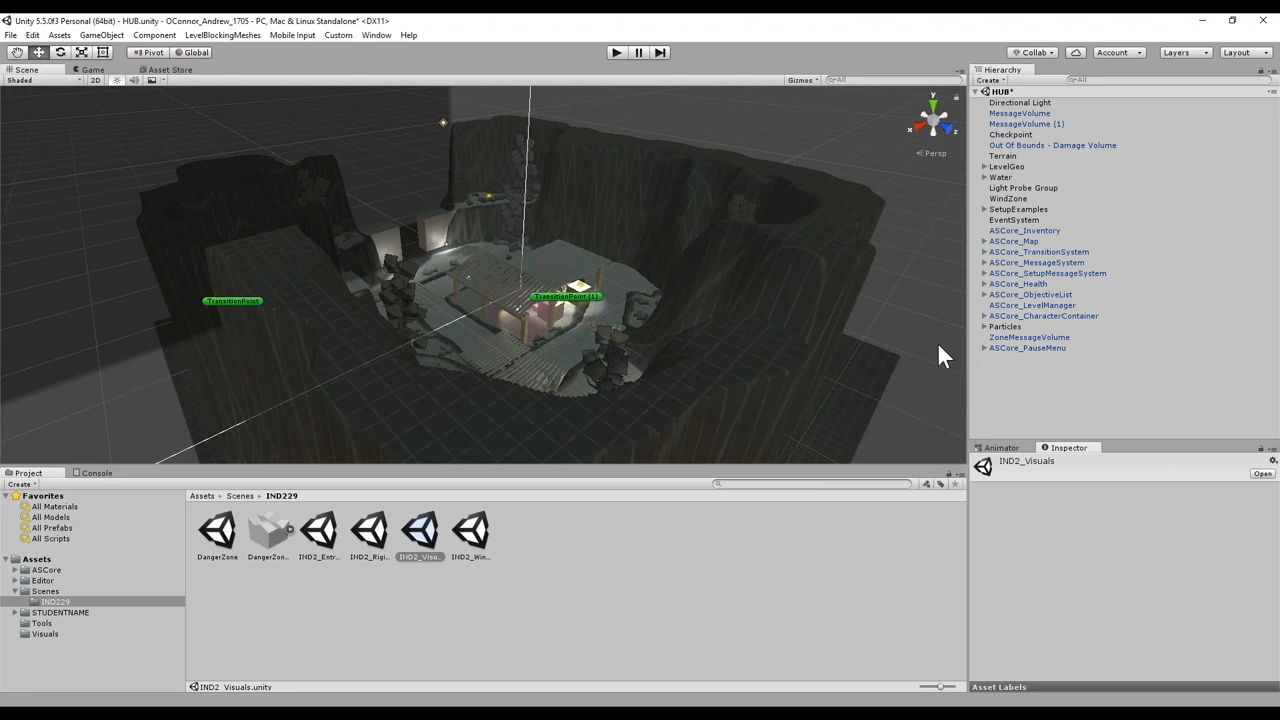 Unity 5.5.0f3 Personal (64bit) - HUB.unity - OConnor_Andrew_1705 - PC, Mac & Linux Standalone* <DX11>
File Edit Assets GameObject Component LevelBlockingMeshes Mobile Input Custom Window Help
Pivot Global Collab Account Layers Layout
Scene Game Asset Store
Shaded 2D Gizmos All
y
x
z
Persp
TransitionPoint
TransitionPoint (1)
Hierarchy
Create All
HUB*
Directional Light
MessageVolume
MessageVolume (1)
Checkpoint
Out Of Bounds - Damage Volume
Terrain
LevelGeo
Water
Light Probe Group
WindZone
SetupExamples
EventSystem
ASCore_Inventory
ASCore_Map
ASCore_TransitionSystem
ASCore_MessageSystem
ASCore_SetupMessageSystem
ASCore_Health
ASCore_ObjectiveList
ASCore_LevelManager
ASCore_CharacterContainer
Particles
ZoneMessageVolume
ASCore_PauseMenu
Animator Inspector
IND2_Visuals
Open
Asset Labels
Project Console
Create
Favorites
All Materials
All Models
All Prefabs
All Scripts
Assets
ASCore
Editor
Scenes
IND229
STUDENTNAME
Tools
Visuals
Assets Scenes IND229
DangerZone DangerZon... IND2_Entr... IND2_Rigi... IND2_Visu... IND2_Win...
IND2_Visuals.unity